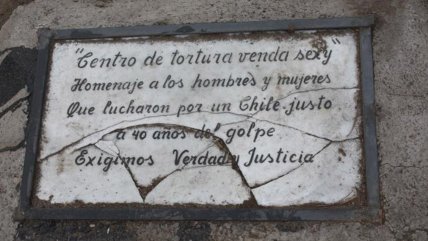 "Centro de tortura venda sexy"
Homenaje a los hombres y mujeres
Que lucharon por un Chile justo
a 40 años del golpe
Exigimos Verdad y Justicia